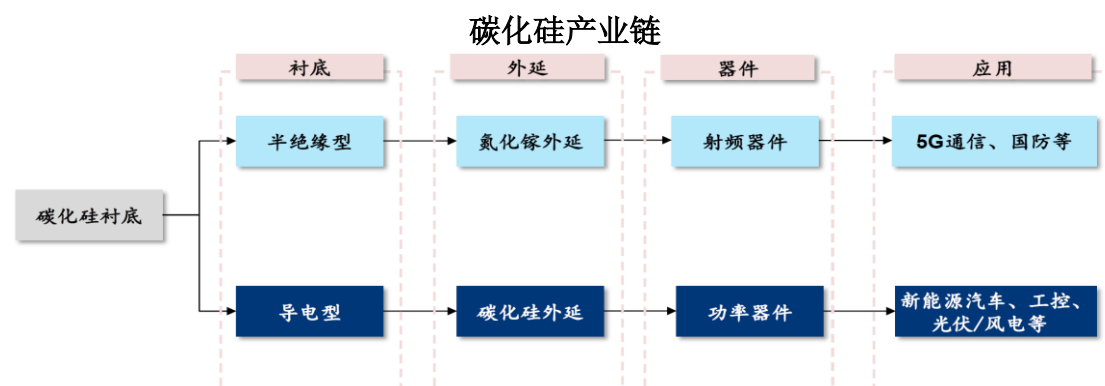 碳化硅产业链
衬底
外延
器件
应用
半绝缘型
氮化镓外延
射频器件
5G通信、国防等
碳化硅衬底
导电型
碳化硅外延
功率器件
新能源汽车、工控、
光伏/风电等